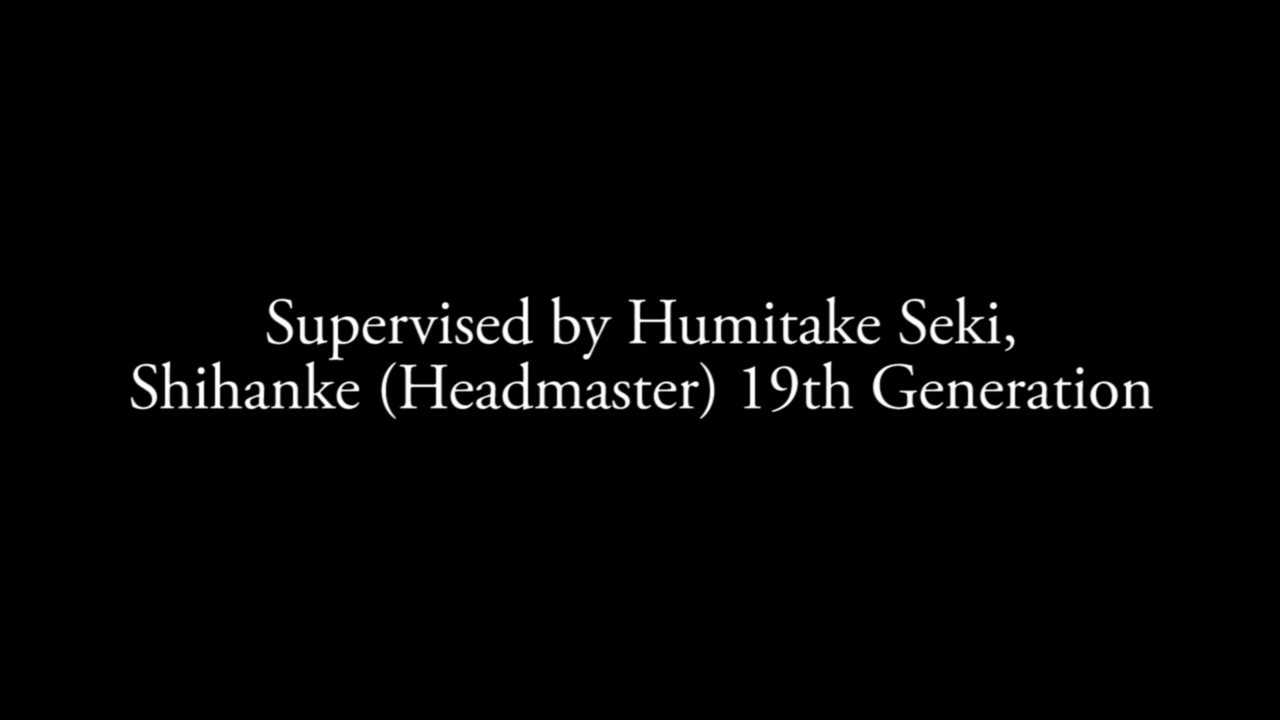 Supervised by Humitake Seki,
Shihanke (Headmaster) 19th Generation